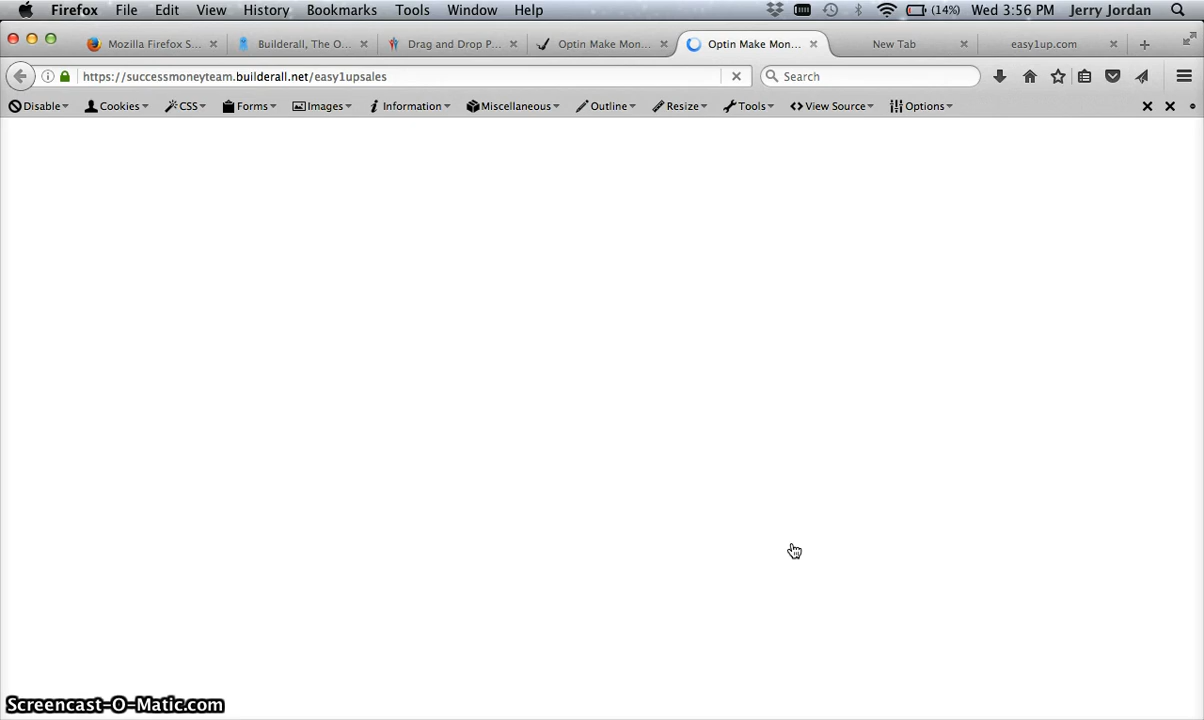 Firefox File Edit View History Bookmarks Tools Window Help (14%) Wed 3:56 PM Jerry Jordan
Mozilla Firefox S... Builderall, The O... Drag and Drop P... Optin Make Mon... Optin Make Mon... New Tab easy1up.com
https://successmoneyteam.builderall.net/easy1upsales Search
Disable Cookies CSS Forms Images Information Miscellaneous Outline Resize Tools View Source Options
Screencast-O-Matic.com